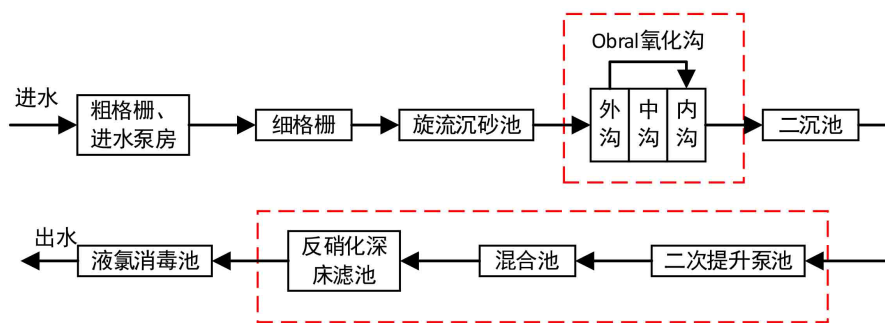 Obral氧化沟
进水
粗格栅、
进水泵房
细格栅
旋流沉砂池
外沟
中沟
内沟
二沉池
出水
液氯消毒池
反硝化深
床滤池
混合池
二次提升泵池